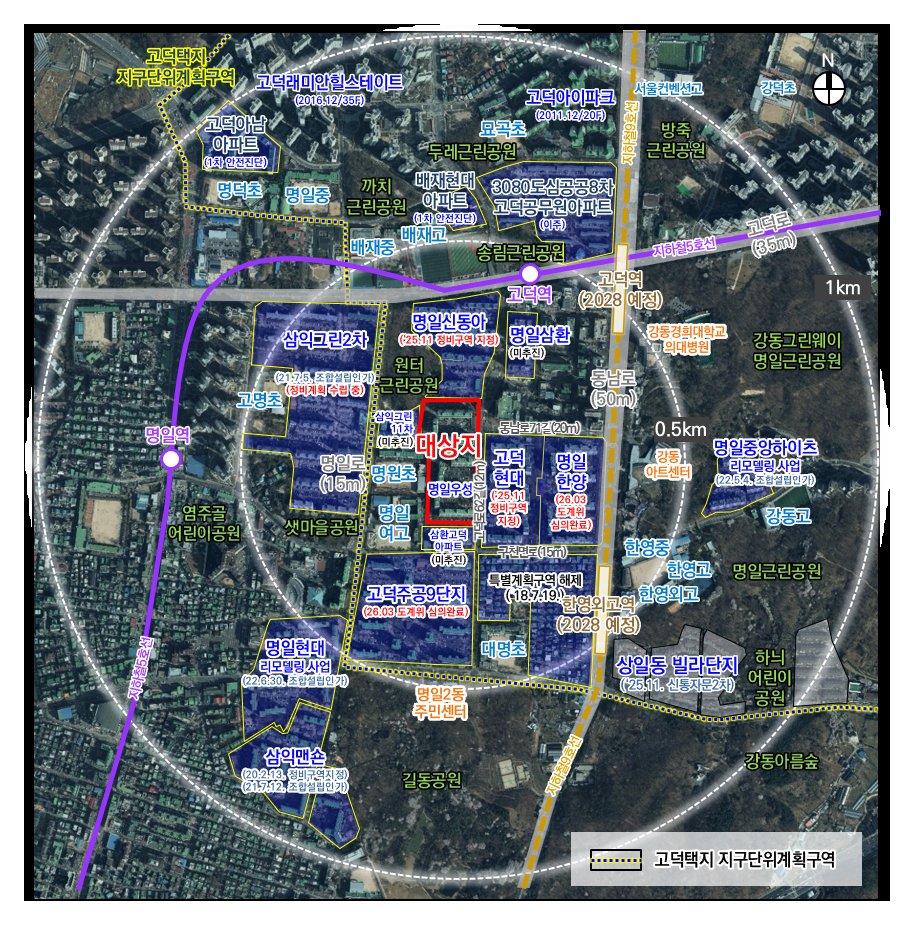 고덕택지
지구단위계획구역
고덕래미안힐스테이트
(2016.12/35F)
고덕아이파크
(2011.12/20F)
서울컨벤션고
강덕초
N
고덕아남
아파트
(1차 안전진단)
묘곡초
두레근린공원
방죽
근린공원
지하철9호선
명덕초
명일중
까치
근린공원
배재현대
아파트
(1차 안전진단)
3080도심공공8차
고덕공무원아파트
(이주)
배재중
배재고
송림근린공원
지하철5호선
고덕로
(35m)
고덕역
고덕역
(2028 예정)
1km
삼익그린2차
(21.7.5. 조합설립인가)
(정비계획 수립 중)
명일신동아
('25.11 정비구역 지정)
명일삼환
(미추진)
강동경희대학교
의대병원
강동그린웨이
명일근린공원
원터
근린공원
동남로
(50m)
고명초
삼익그린
11차
(미추진)
대상지
동남로71길(20m)
0.5km
명일역
명일로
(15m)
명원초
명일우성
고덕로62길(12m)
고덕
현대
('25.11
정비구역
지정)
명일
한양
(26.03
도계위
심의완료)
강동
아트센터
명일중앙하이츠
리모델링 사업
(22.5.4. 조합설립인가)
강동고
염주골
어린이공원
샛마을공원
명일
여고
삼환고덕
아파트
(미추진)
구천면로(15m)
한영중
한영고
한영외고
명일근린공원
고덕주공9단지
(26.03 도계위 심의완료)
특별계획구역 해제
('18.7.19.)
한영외고역
(2028 예정)
대명초
명일현대
리모델링 사업
(22.6.30. 조합설립인가)
상일동 빌라단지
('25.11. 신통자문2차)
하늬
어린이
공원
지하철5호선
명일2동
주민센터
삼익맨숀
(20.2.13. 정비구역지정)
(21.7.12. 조합설립인가)
길동공원
지하철9호선
강동아름숲
고덕택지 지구단위계획구역